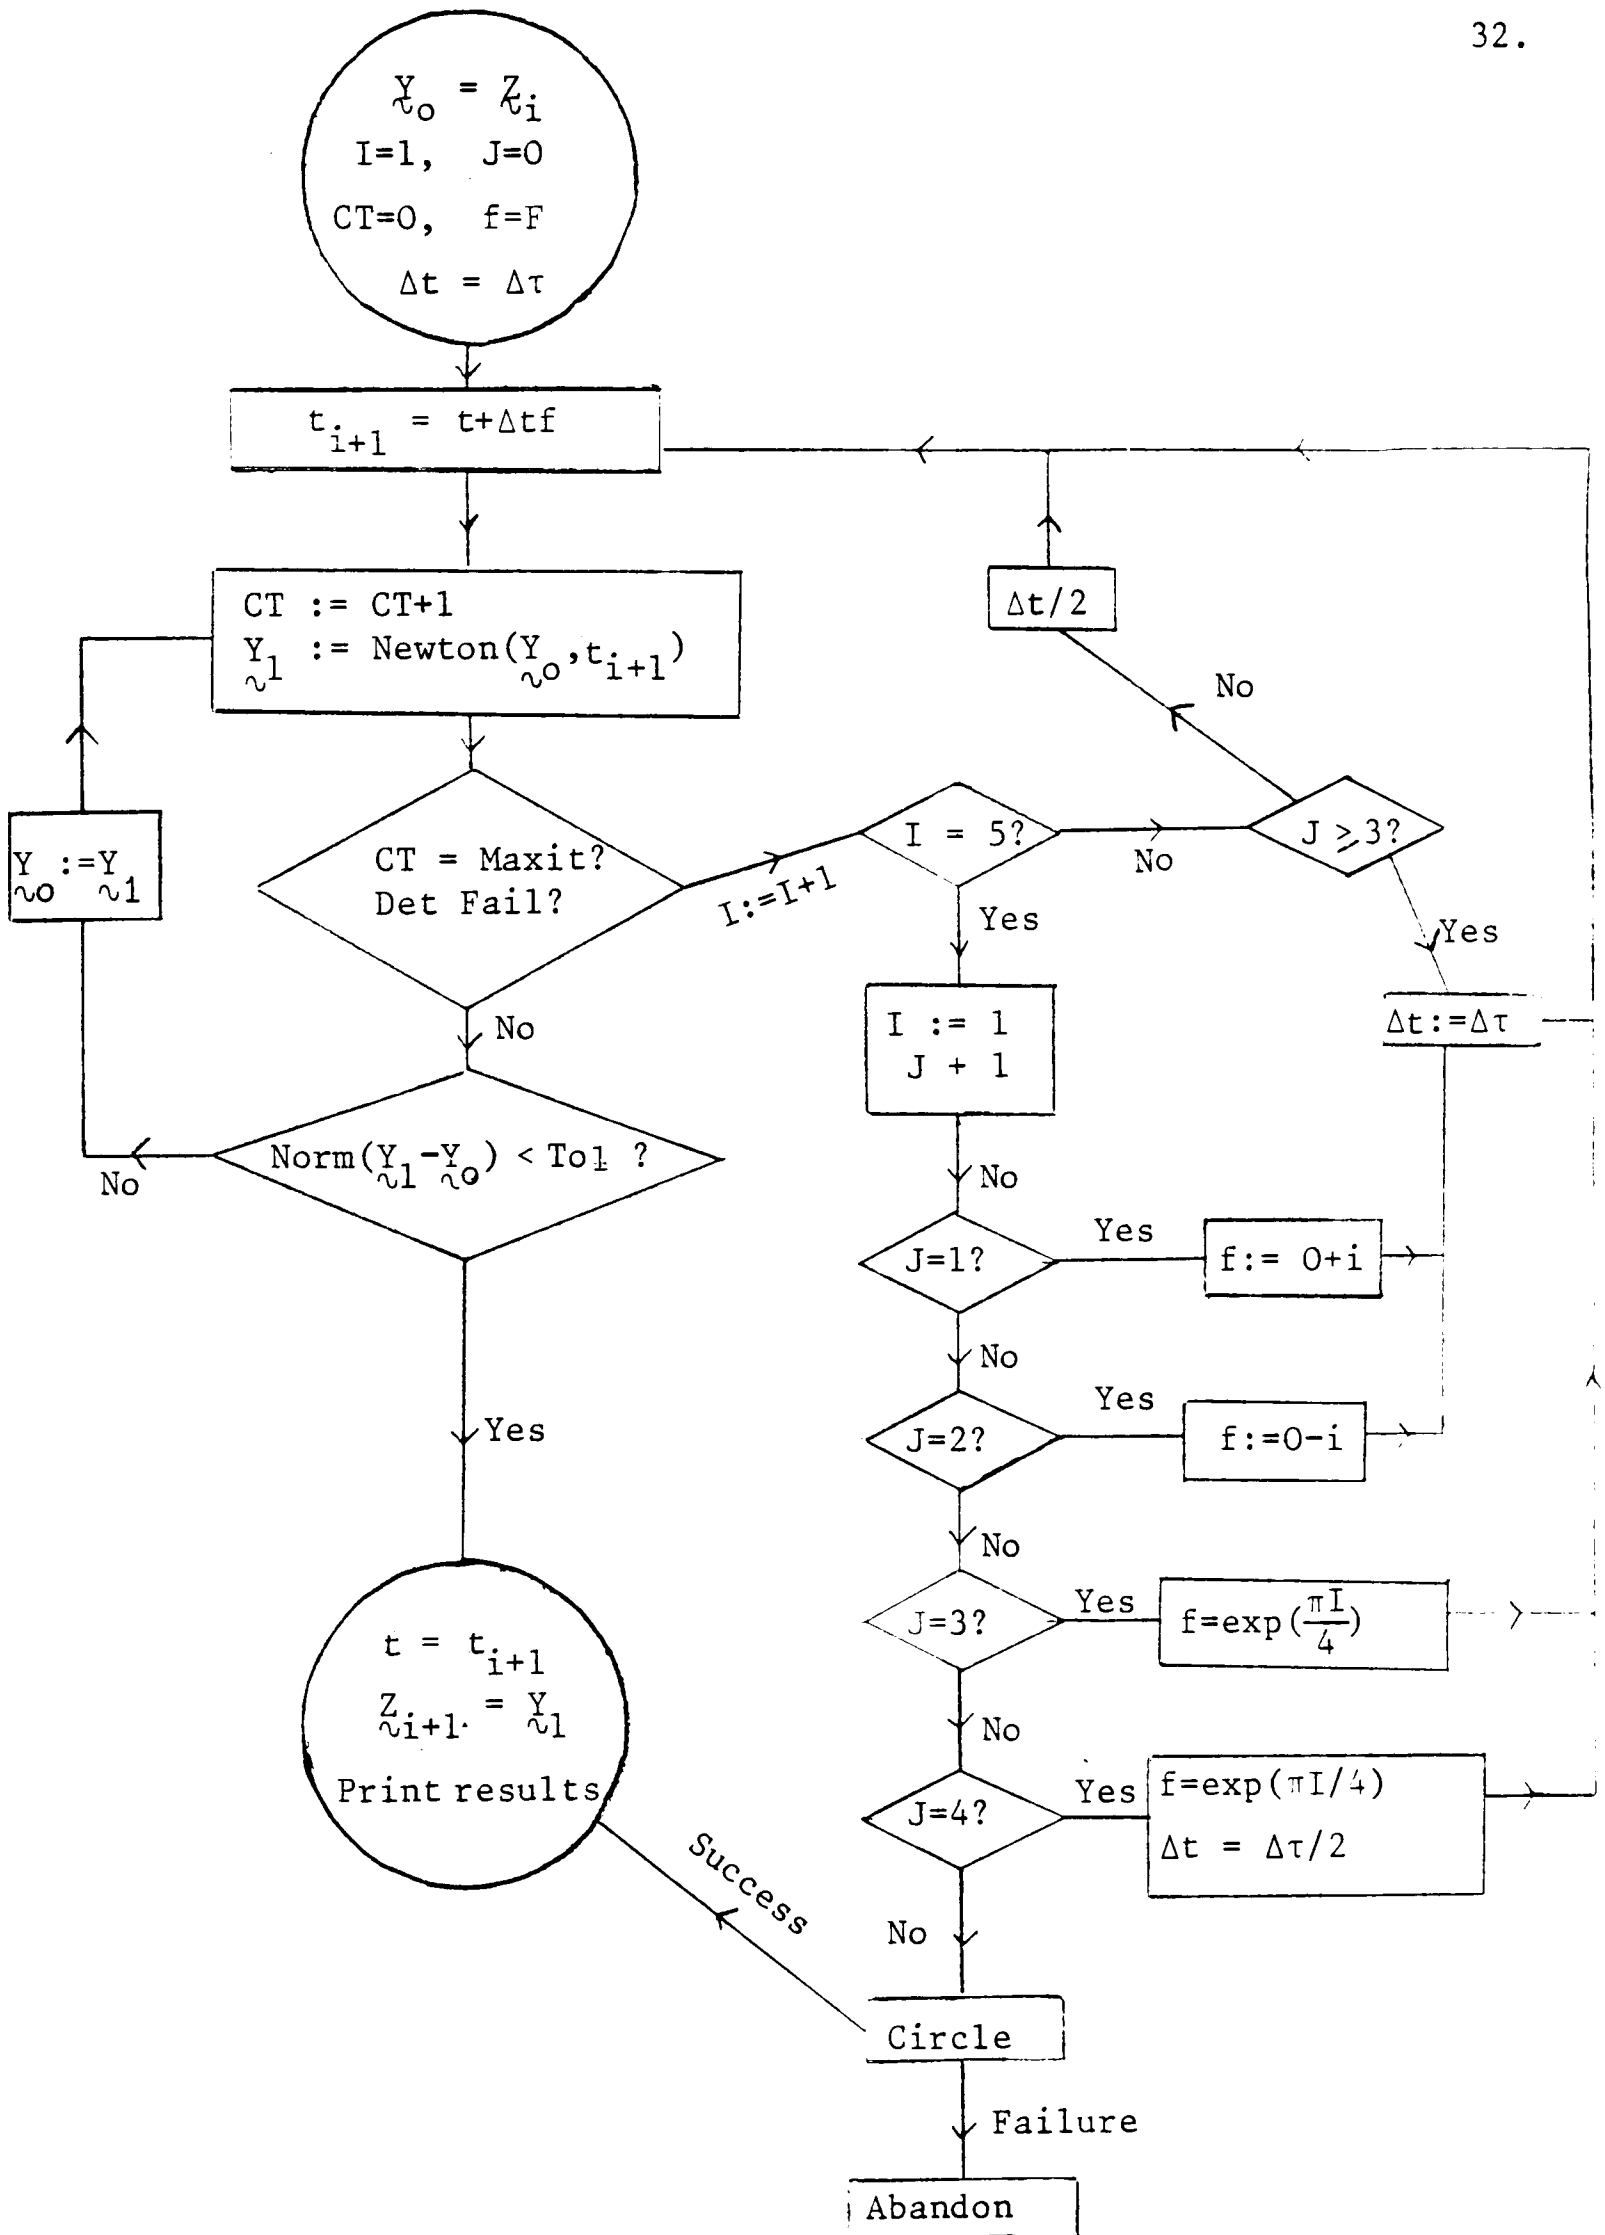 32.
Y₀ = Zᵢ
I=1, J=0
CT=0, f=F
Δt = Δτ
tᵢ₊₁ = t+Δtf
CT := CT+1
Y₁ := Newton(Y₀,tᵢ₊₁)
Δt/2
No
Y₀ :=Y₁
CT = Maxit?
Det Fail?
I:=I+1
I = 5?
No
J ≥ 3?
Yes
Yes
Δt:=Δτ
No
I := 1
J + 1
Norm(Y₁-Y₀) < Tol ?
No
No
J=1?
Yes
f:= 0+i
No
Yes
J=2?
Yes
f:=0-i
No
J=3?
Yes
f=exp(πI/4)
t = tᵢ₊₁
Zᵢ₊₁ = Y₁
Print results
No
J=4?
Yes
f=exp(πI/4)
Δt = Δτ/2
Success
No
Circle
Failure
Abandon